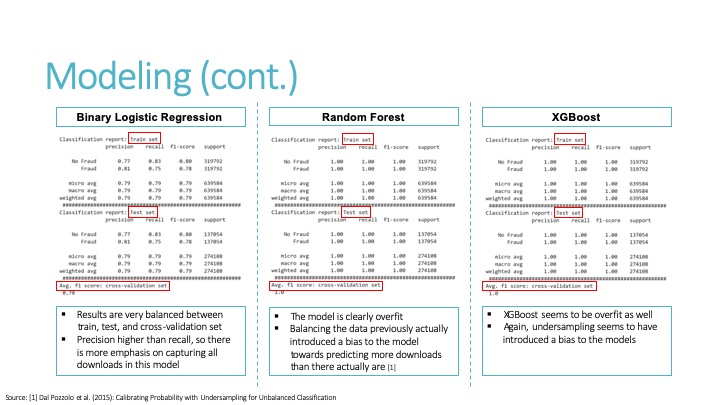 Modeling (cont.)
Binary Logistic Regression
Classification report: Train set
precision recall f1-score support
No Fraud 0.77 0.83 0.80 319792
Fraud 0.81 0.75 0.78 319792
micro avg 0.79 0.79 0.79 639584
macro avg 0.79 0.79 0.79 639584
weighted avg 0.79 0.79 0.79 639584
Classification report: Test set
precision recall f1-score support
No Fraud 0.77 0.83 0.80 137054
Fraud 0.81 0.75 0.78 137054
micro avg 0.79 0.79 0.79 274108
macro avg 0.79 0.79 0.79 274108
weighted avg 0.79 0.79 0.79 274108
Avg. f1 score: cross-validation set
0.78
▪ Results are very balanced between
train, test, and cross-validation set
▪ Precision higher than recall, so there
is more emphasis on capturing all
downloads in this model
Random Forest
Classification report: Train set
precision recall f1-score support
No Fraud 1.00 1.00 1.00 319792
Fraud 1.00 1.00 1.00 319792
micro avg 1.00 1.00 1.00 639584
macro avg 1.00 1.00 1.00 639584
weighted avg 1.00 1.00 1.00 639584
Classification report: Test set
precision recall f1-score support
No Fraud 1.00 1.00 1.00 137054
Fraud 1.00 1.00 1.00 137054
micro avg 1.00 1.00 1.00 274108
macro avg 1.00 1.00 1.00 274108
weighted avg 1.00 1.00 1.00 274108
Avg. f1 score: cross-validation set
1.0
▪ The model is clearly overfit
▪ Balancing the data previously actually
introduced a bias to the model
towards predicting more downloads
than there actually are [1]
XGBoost
Classification report: Train set
precision recall f1-score support
No Fraud 1.00 1.00 1.00 319792
Fraud 1.00 1.00 1.00 319792
micro avg 1.00 1.00 1.00 639584
macro avg 1.00 1.00 1.00 639584
weighted avg 1.00 1.00 1.00 639584
Classification report: Test set
precision recall f1-score support
No Fraud 1.00 1.00 1.00 137054
Fraud 1.00 1.00 1.00 137054
micro avg 1.00 1.00 1.00 274108
macro avg 1.00 1.00 1.00 274108
weighted avg 1.00 1.00 1.00 274108
Avg. f1 score: cross-validation set
1.0
▪ XGBoost seems to be overfit as well
▪ Again, undersampling seems to have
introduced a bias to the models
Source: [1] Dal Pozzolo et al. (2015): Calibrating Probability with Undersampling for Unbalanced Classification